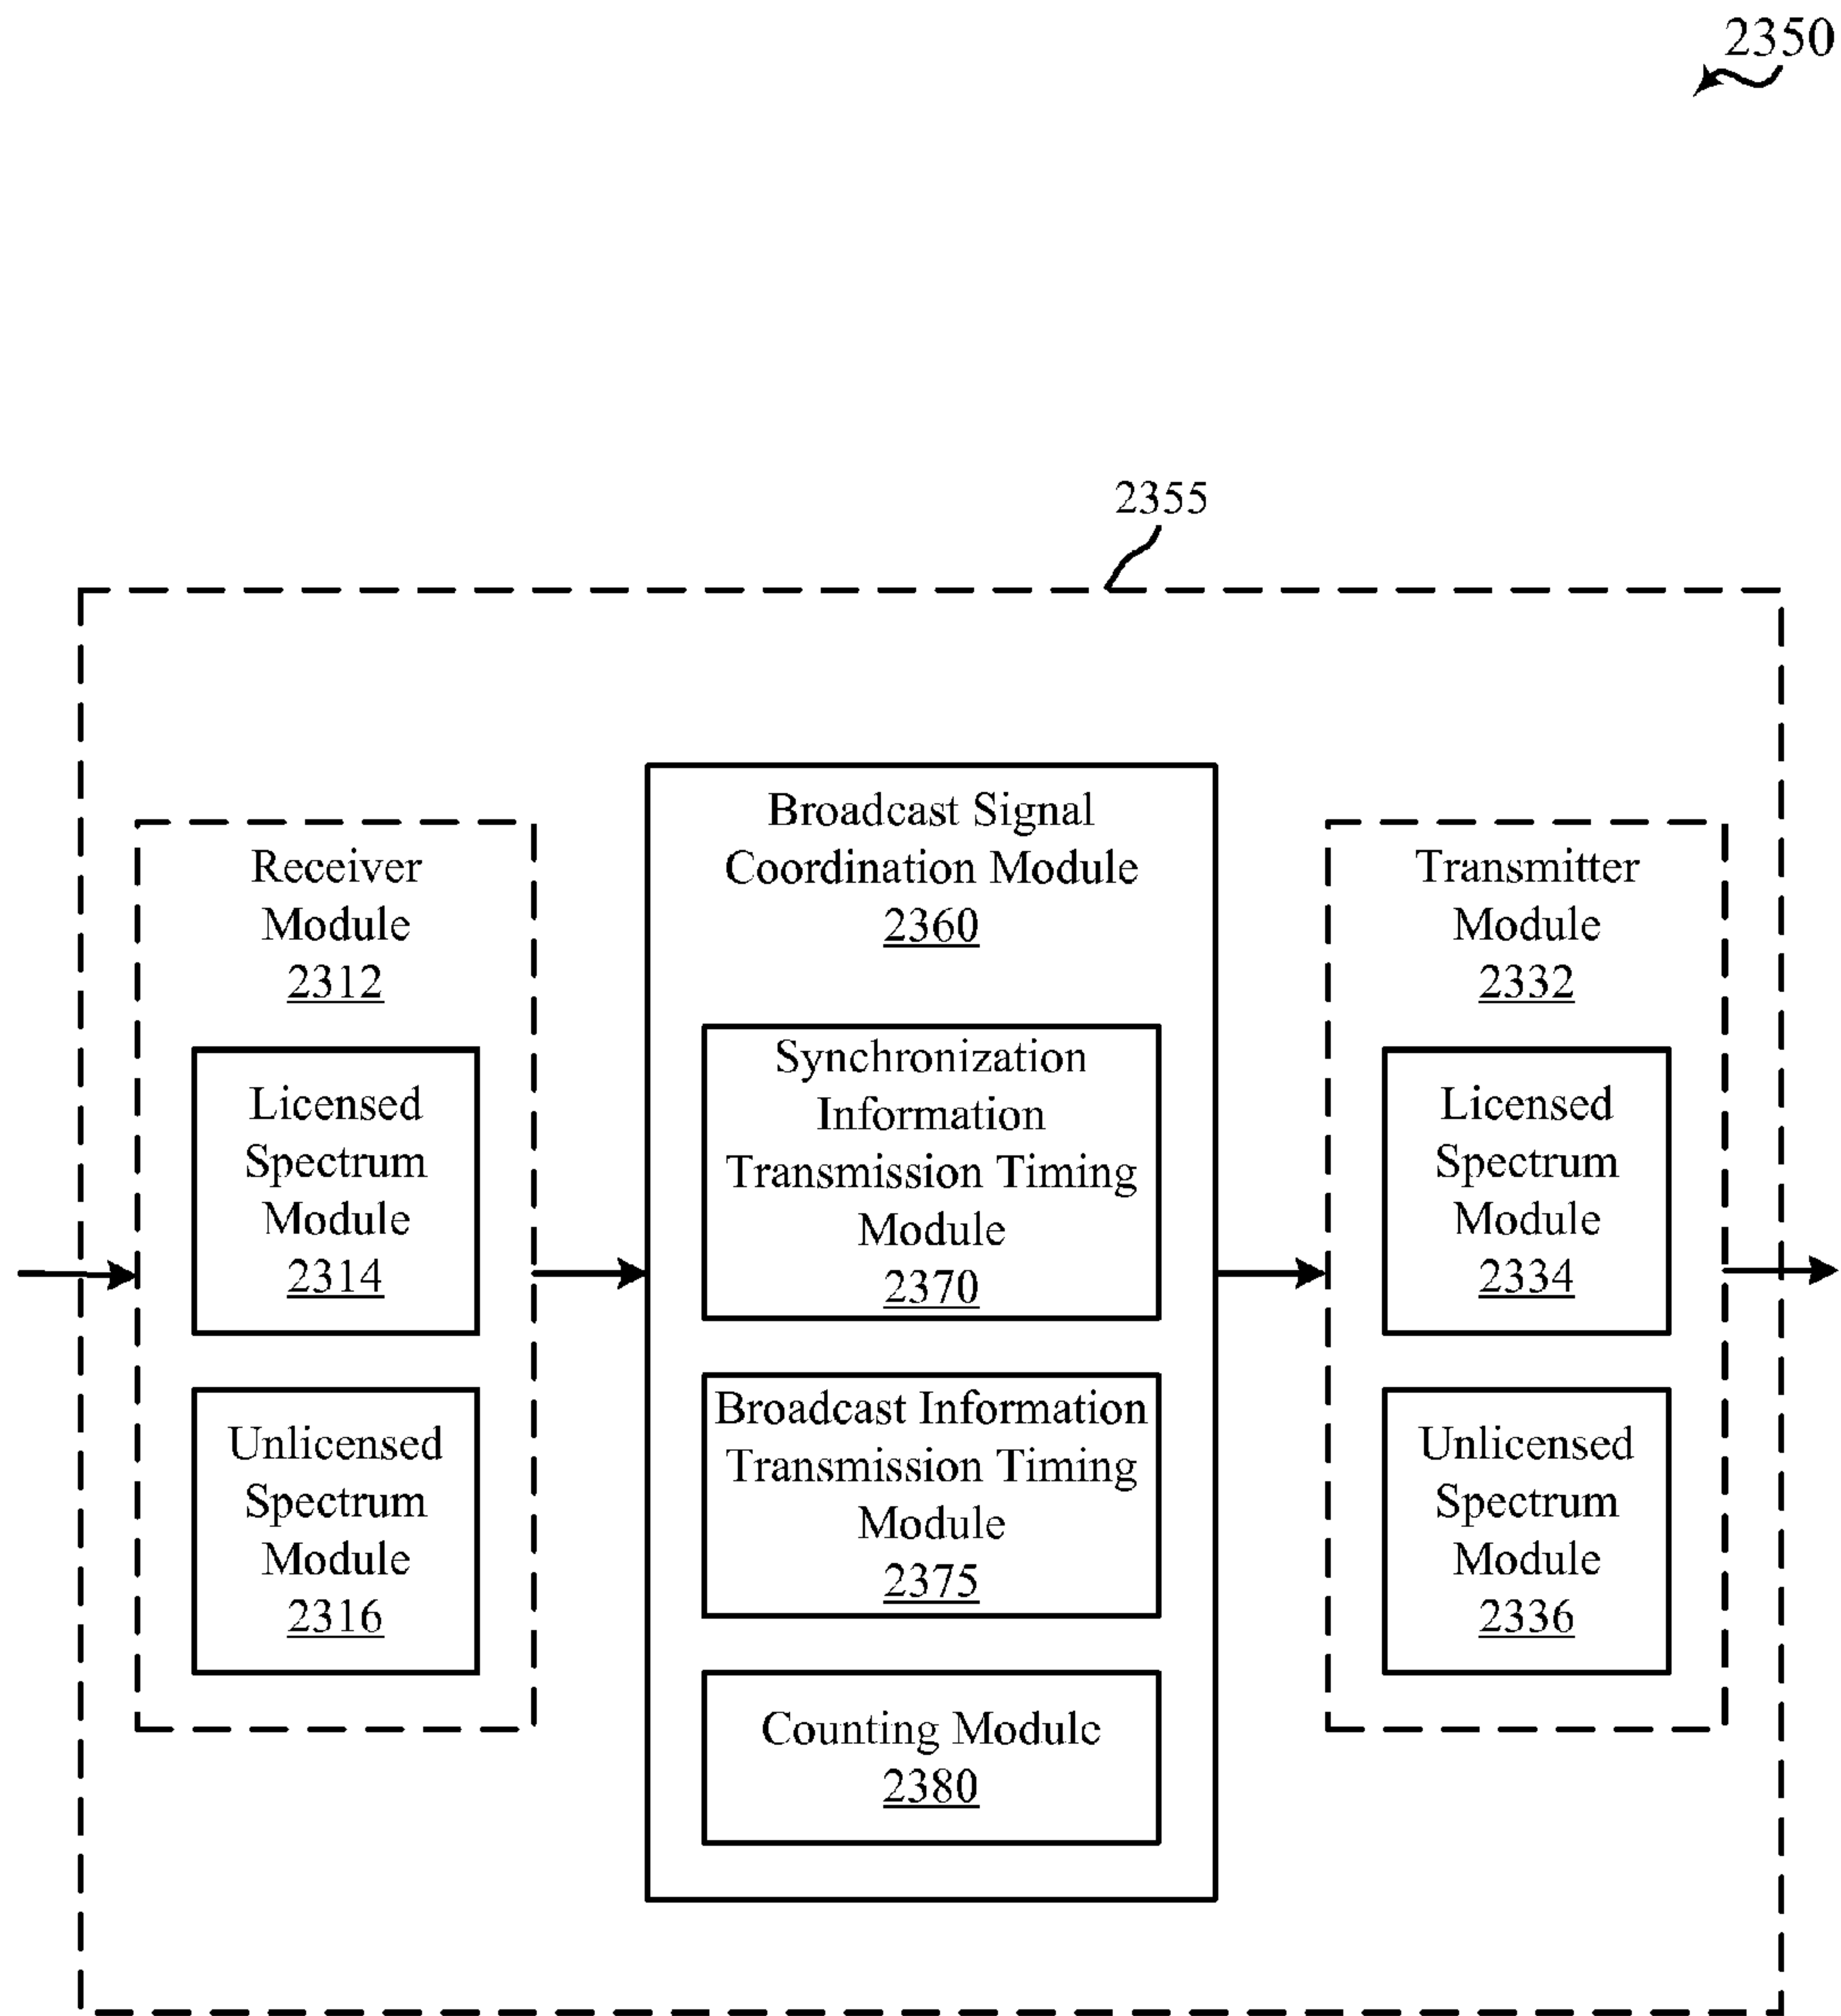 2350
2355
Receiver
Module
2312
Licensed
Spectrum
Module
2314
Unlicensed
Spectrum
Module
2316
Broadcast Signal
Coordination Module
2360
Synchronization
Information
Transmission Timing
Module
2370
Broadcast Information
Transmission Timing
Module
2375
Counting Module
2380
Transmitter
Module
2332
Licensed
Spectrum
Module
2334
Unlicensed
Spectrum
Module
2336